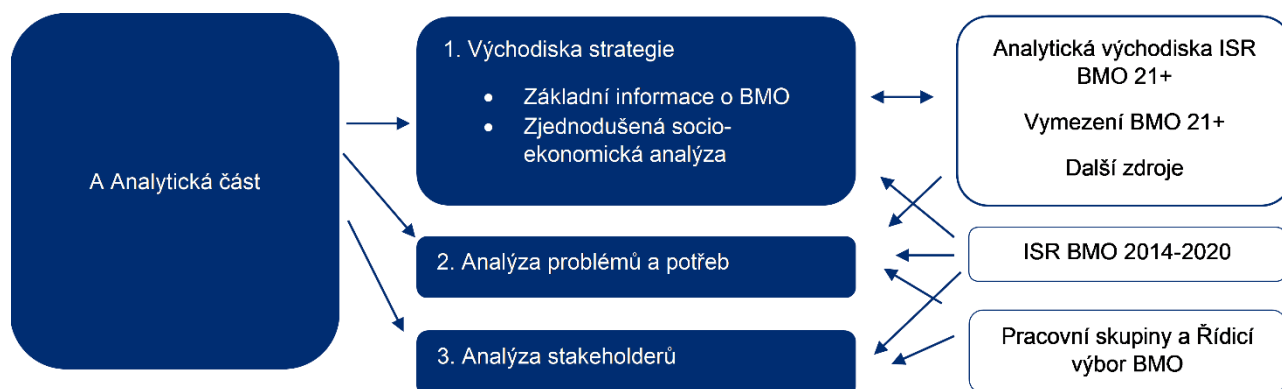 A Analytická část
1. Východiska strategie
• Základní informace o BMO
• Zjednodušená socio-
ekonomická analýza
2. Analýza problémů a potřeb
3. Analýza stakeholderů
Analytická východiska ISR
BMO 21+
Vymezení BMO 21+
Další zdroje
ISR BMO 2014-2020
Pracovní skupiny a Řídicí
výbor BMO